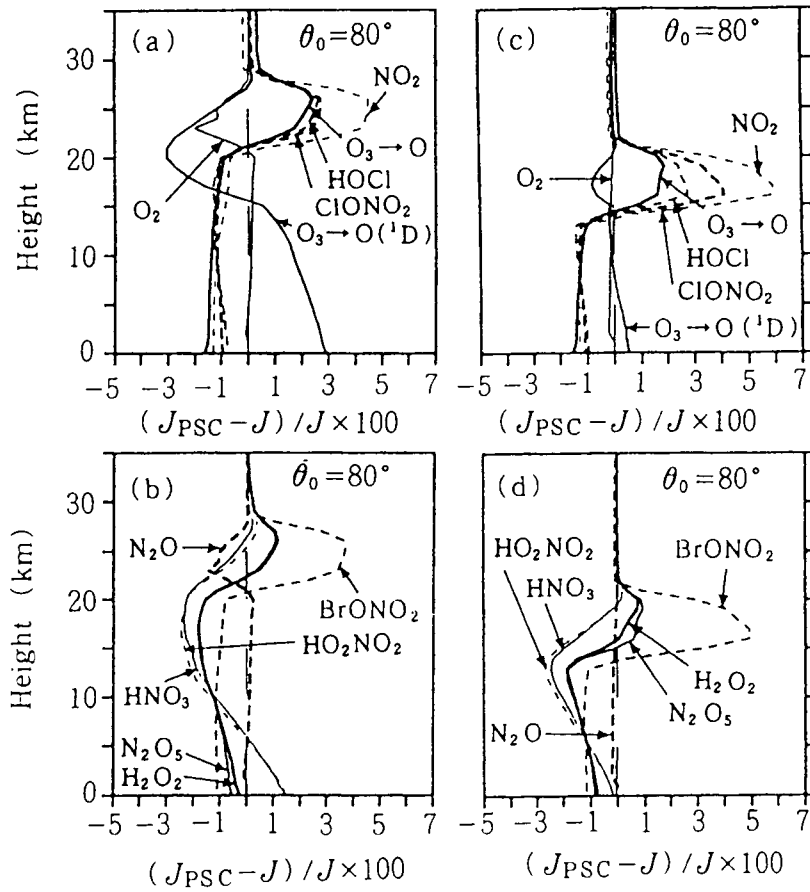 (a) θ₀=80°
NO₂
O₃→O
HOCl
ClONO₂
O₂
O₃→O(¹D)
Height (km)
30
20
10
0
−5 −3 −1 1 3 5 7
(J_PSC−J)/J×100
(c) θ₀=80°
NO₂
O₂
O₃→O
HOCl
ClONO₂
O₃→O(¹D)
−5 −3 −1 1 3 5 7
(J_PSC−J)/J×100
(b) θ₀=80°
N₂O
BrONO₂
HO₂NO₂
HNO₃
N₂O₅
H₂O₂
Height (km)
30
20
10
0
−5 −3 −1 1 3 5 7
(J_PSC−J)/J×100
(d) θ₀=80°
HO₂NO₂
BrONO₂
HNO₃
H₂O₂
N₂O₅
N₂O
−5 −3 −1 1 3 5 7
(J_PSC−J)/J×100